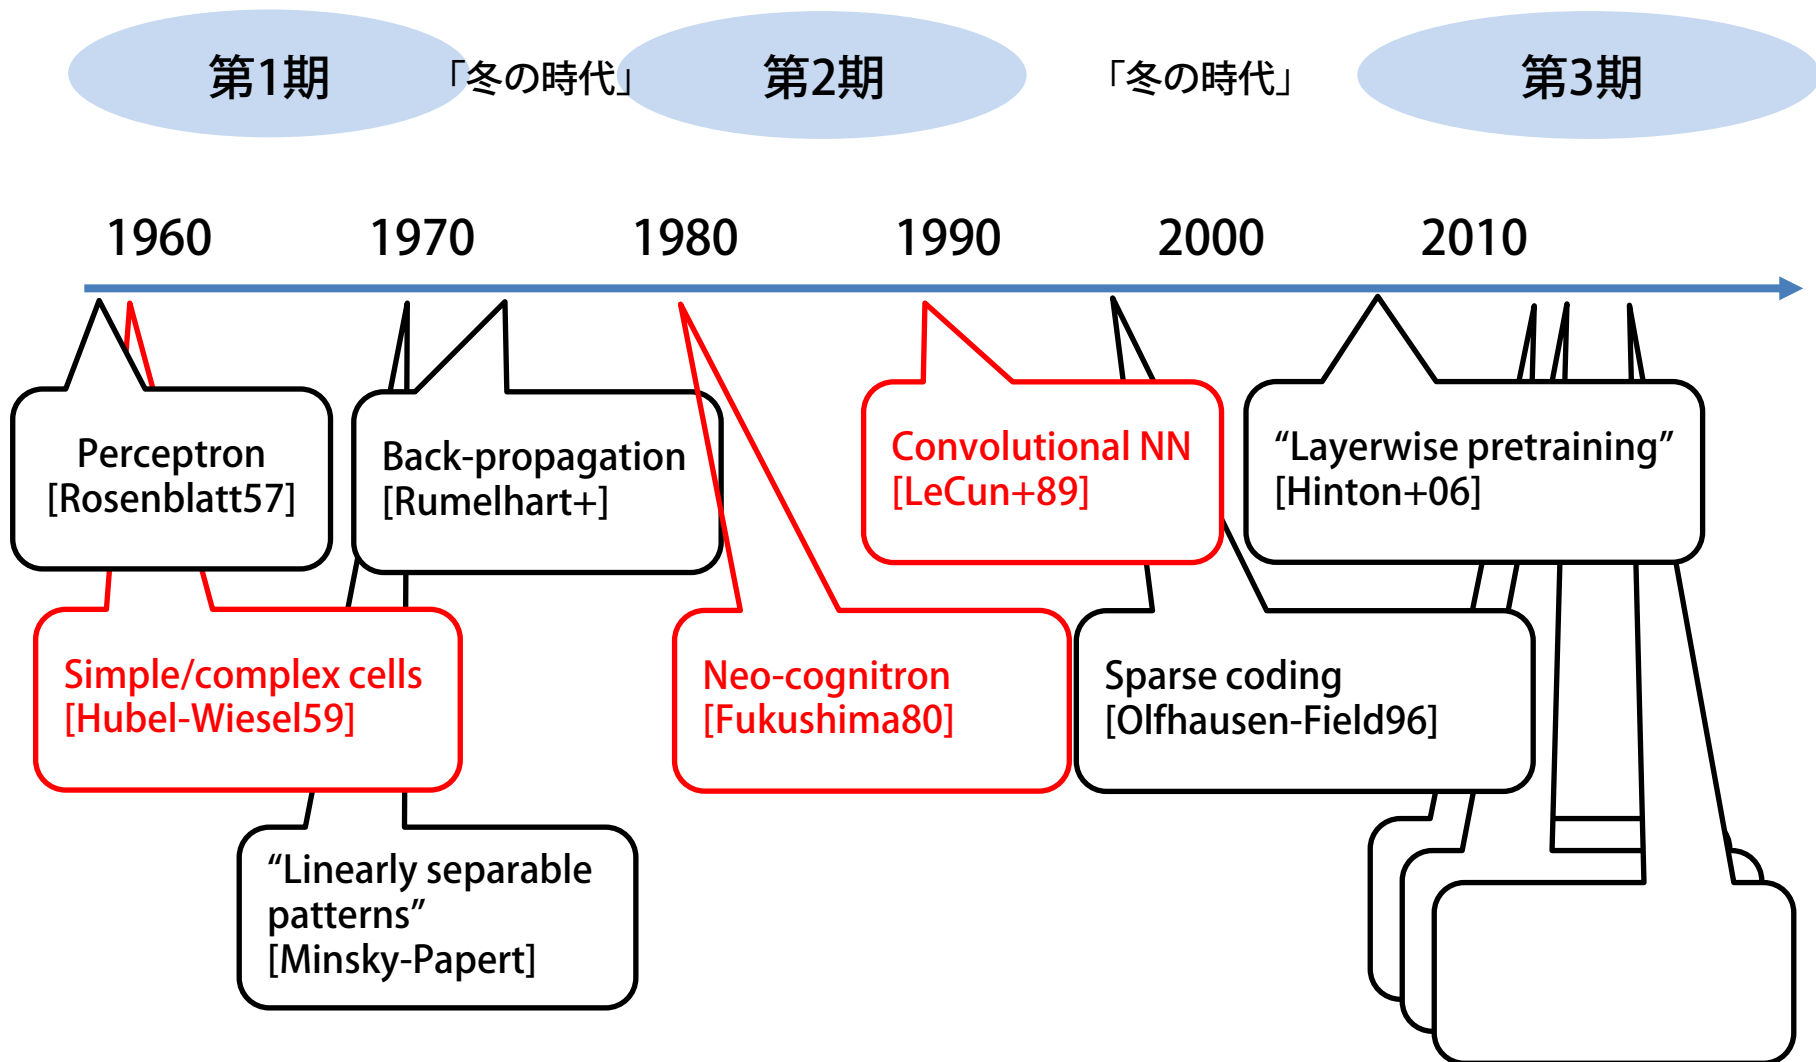 第1期
「冬の時代」
第2期
「冬の時代」
第3期
1960
1970
1980
1990
2000
2010
Perceptron
[Rosenblatt57]
Back-propagation
[Rumelhart+]
Convolutional NN
[LeCun+89]
“Layerwise pretraining”
[Hinton+06]
Simple/complex cells
[Hubel-Wiesel59]
Neo-cognitron
[Fukushima80]
Sparse coding
[Olfhausen-Field96]
“Linearly separable
patterns”
[Minsky-Papert]